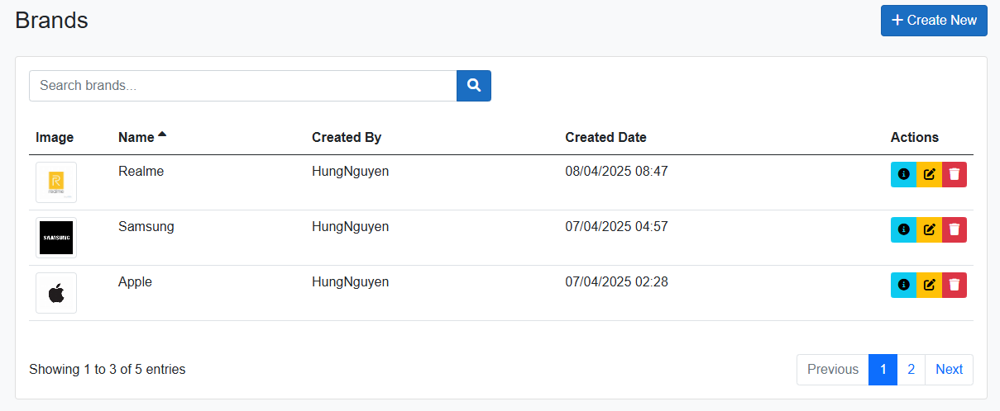 Brands
Create New
Search brands...
Image Name Created By Created Date Actions
realme
Realme HungNguyen 08/04/2025 08:47
SAMSUNG
Samsung HungNguyen 07/04/2025 04:57
Apple HungNguyen 07/04/2025 02:28
Showing 1 to 3 of 5 entries
Previous 1 2 Next